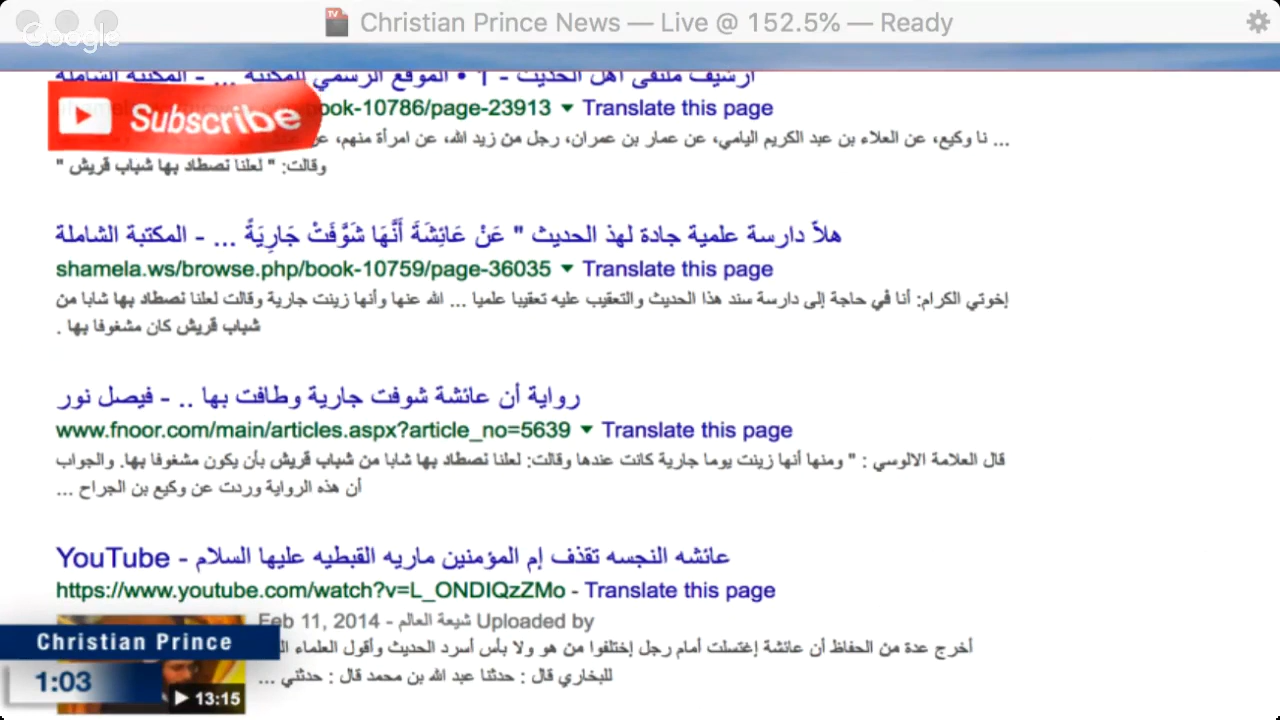 Google
Christian Prince News — Live @ 152.5% — Ready
أرشيف ملتقى أهل الحديث - 1 • الموقع الرسمي للمكتبة ... - المكتبة الشاملة
ook-10786/page-23913 ▼ Translate this page
Subscribe
... نا وكيع، عن العلاء بن عبد الكريم اليامي، عن عمار بن عمران، رجل من زيد الله، عن امرأة منهم،
وقالت: " لعلنا نصطاد بها شباب قريش "
هلاّ دارسة علمية جادة لهذ الحديث " عَنْ عَائِشَةَ أَنَّهَا شَوَّفَتْ جَارِيَةً ... - المكتبة الشاملة
shamela.ws/browse.php/book-10759/page-36035 ▼ Translate this page
إخوتي الكرام: أنا في حاجة إلى دارسة سند هذا الحديث والتعقيب عليه تعقيبا علميا ... الله عنها وأنها زينت جارية وقالت لعلنا نصطاد بها شابا من
شباب قريش كان مشغوفا بها .
رواية أن عائشة شوفت جارية وطافت بها .. - فيصل نور
www.fnoor.com/main/articles.aspx?article_no=5639 ▼ Translate this page
قال العلامة الالوسي : " ومنها أنها زينت يوما جارية كانت عندها وقالت: لعلنا نصطاد بها شابا من شباب قريش بأن يكون مشغوفا بها. والجواب
أن هذه الرواية وردت عن وكيع بن الجراح ...
عائشه النجسه تقذف إم المؤمنين ماريه القبطيه عليها السلام - YouTube
https://www.youtube.com/watch?v=L_ONDIQzZMo - Translate this page
Feb 11, 2014 - شيعة العالم Uploaded by
أخرج عدة من الحفاظ أن عائشة إغتسلت أمام رجل إختلفوا من هو ولا بأس أسرد الحديث وأقول العلماء
للبخاري قال : حدثنا عبد الله بن محمد قال : حدثني ...
Christian Prince
1:03
13:15